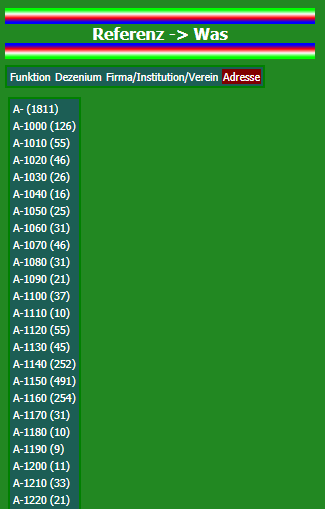 Referenz -> Was
Funktion Dezenium Firma/Institution/Verein Adresse
A- (1811)
A-1000 (126)
A-1010 (55)
A-1020 (46)
A-1030 (26)
A-1040 (16)
A-1050 (25)
A-1060 (31)
A-1070 (46)
A-1080 (31)
A-1090 (21)
A-1100 (37)
A-1110 (10)
A-1120 (55)
A-1130 (45)
A-1140 (252)
A-1150 (491)
A-1160 (254)
A-1170 (31)
A-1180 (10)
A-1190 (9)
A-1200 (11)
A-1210 (33)
A-1220 (21)